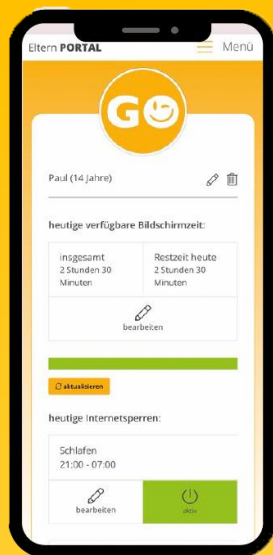 Eltern PORTAL
Menü
GO
Paul (14 Jahre)
heutige verfügbare Bildschirmzeit:
insgesamt
2 Stunden 30
Minuten
Restzeit heute
2 Stunden 30
Minuten
bearbeiten
aktualisieren
heutige Internetsperren:
Schlafen
21:00 - 07:00
bearbeiten
aktiv